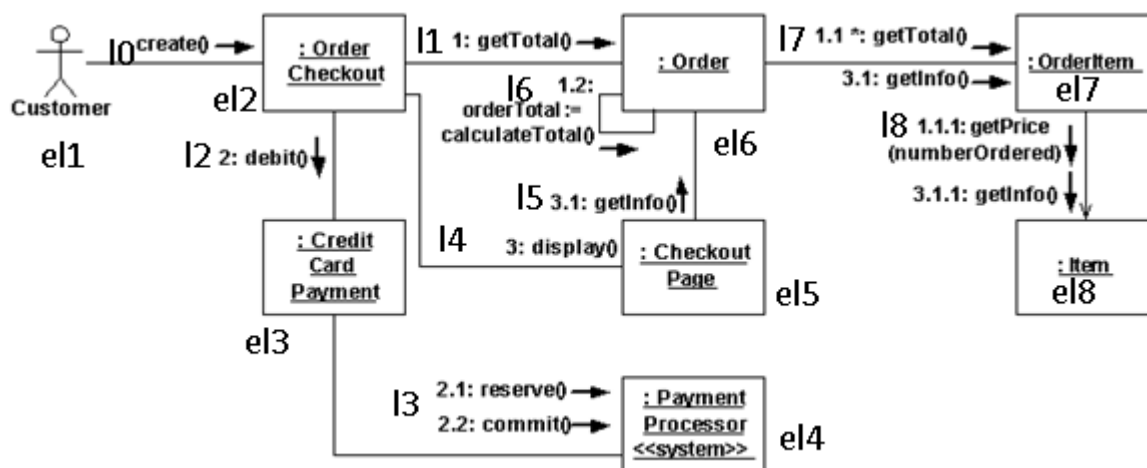 l0 create()
: Order
Checkout
l1 1: getTotal()
: Order
l7 1.1 *: getTotal()
3.1: getInfo()
: OrderItem
el7
Customer
el1
el2
l6 1.2:
orderTotal :=
calculateTotal()
el6
l8 1.1.1: getPrice
(numberOrdered)
3.1.1: getInfo()
l2 2: debit()
l5 3.1: getInfo()
: Credit
Card
Payment
el3
l4 3: display()
: Checkout
Page
el5
: Item
el8
l3 2.1: reserve()
2.2: commit()
: Payment
Processor
<<system>>
el4